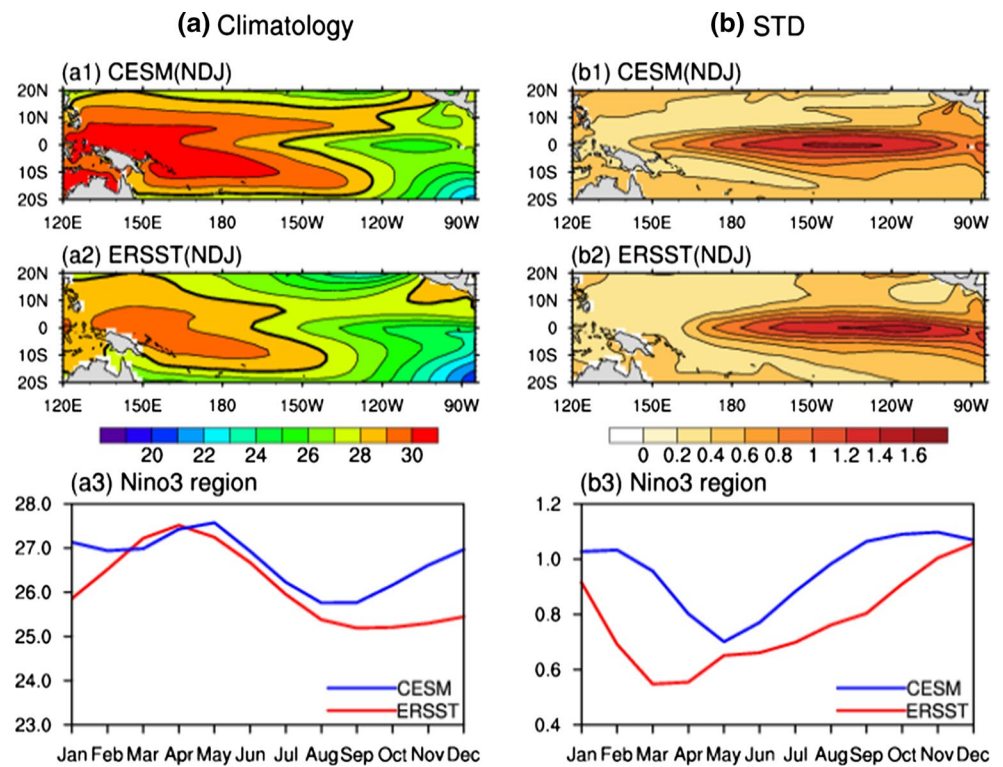 (a) Climatology
(b) STD
(a1) CESM(NDJ)
20N
10N
0
10S
20S
120E 150E 180 150W 120W 90W
(b1) CESM(NDJ)
20N
10N
0
10S
20S
120E 150E 180 150W 120W 90W
(a2) ERSST(NDJ)
20N
10N
0
10S
20S
120E 150E 180 150W 120W 90W
(b2) ERSST(NDJ)
20N
10N
0
10S
20S
120E 150E 180 150W 120W 90W
20 22 24 26 28 30
0 0.2 0.4 0.6 0.8 1 1.2 1.4 1.6
(a3) Nino3 region
28.0
27.0
26.0
25.0
24.0
23.0
CESM
ERSST
Jan Feb Mar Apr May Jun Jul Aug Sep Oct Nov Dec
(b3) Nino3 region
1.2
1.0
0.8
0.6
0.4
CESM
ERSST
Jan Feb Mar Apr May Jun Jul Aug Sep Oct Nov Dec